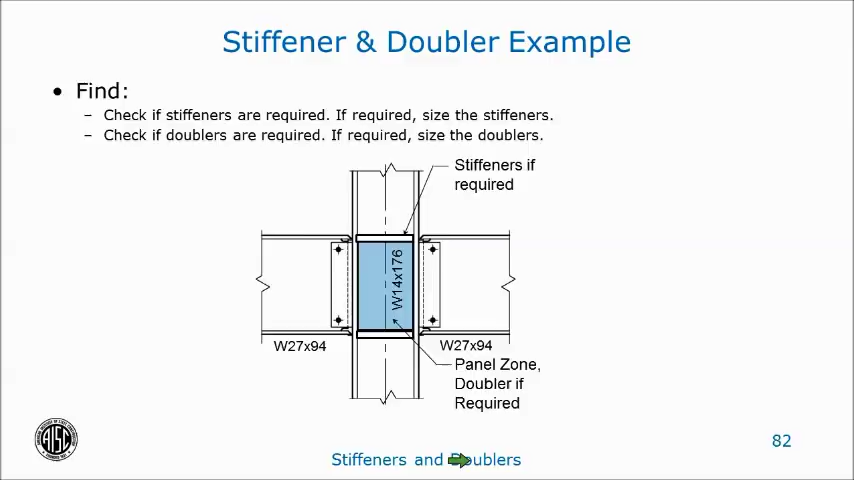 Stiffener & Doubler Example
• Find:
– Check if stiffeners are required. If required, size the stiffeners.
– Check if doublers are required. If required, size the doublers.
Stiffeners if
required
W14x176
W27x94
W27x94
Panel Zone,
Doubler if
Required
AISC
82
Stiffeners and Doublers